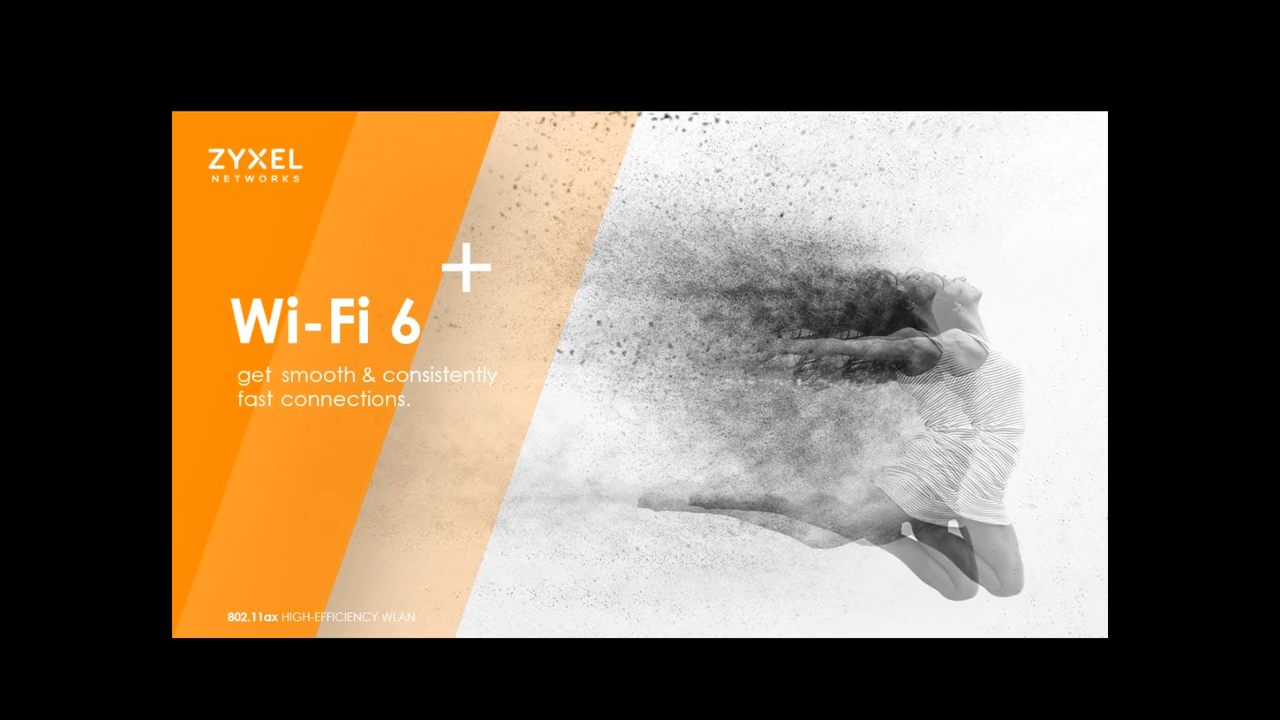 ZYXEL
NETWORKS
+
Wi-Fi 6
get smooth & consistently
fast connections.
802.11ax HIGH-EFFICIENCY WLAN